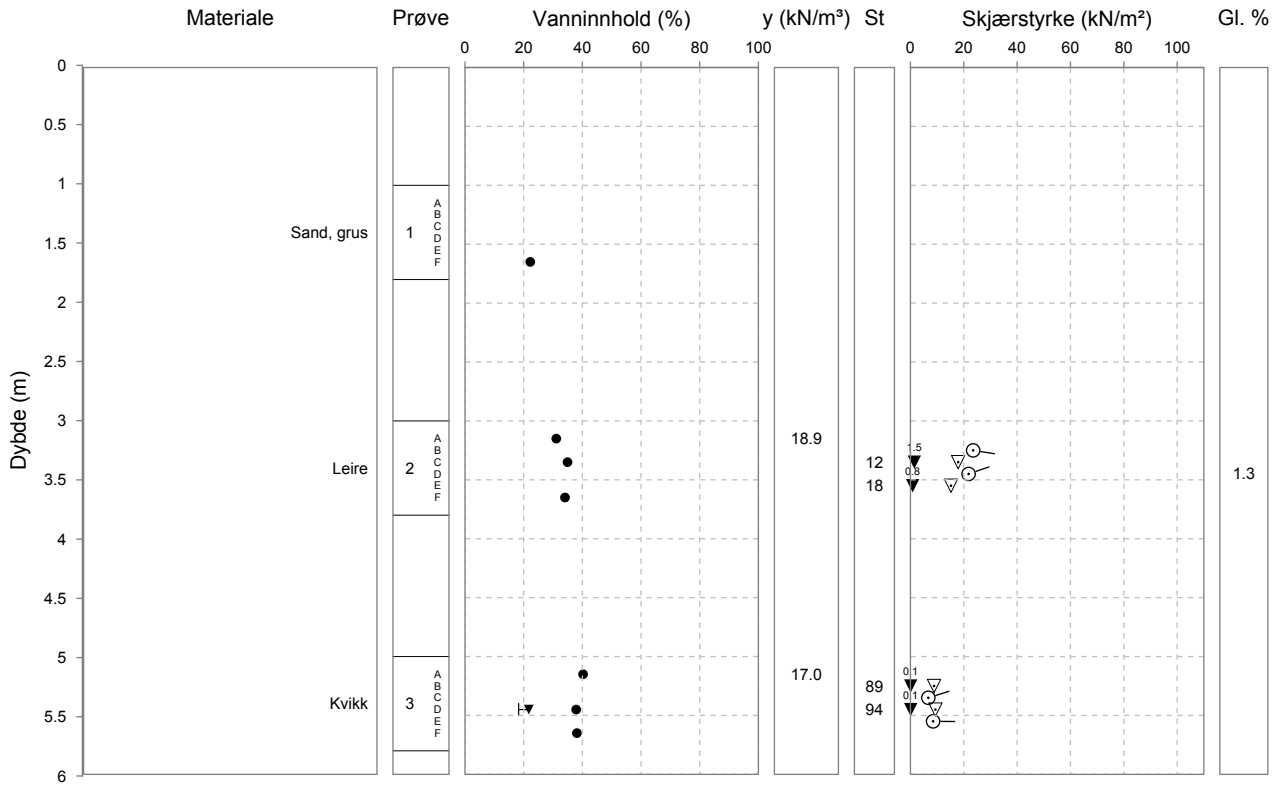 Materiale Prøve Vanninnhold (%) y (kN/m³) St Skjærstyrke (kN/m²) Gl. %
0 20 40 60 80 100 0 20 40 60 80 100
Dybde (m)
0
0.5
1
A
B
Sand, grus 1 C
D
1.5 E
F
2
2.5
3
A 18.9
B 1.5
Leire 2 C 12
D 0.8 1.3
3.5 E 18
F
4
4.5
5
A 17.0 0.1
B 89
Kvikk 3 C 0.1
D 94
5.5 E
F
6